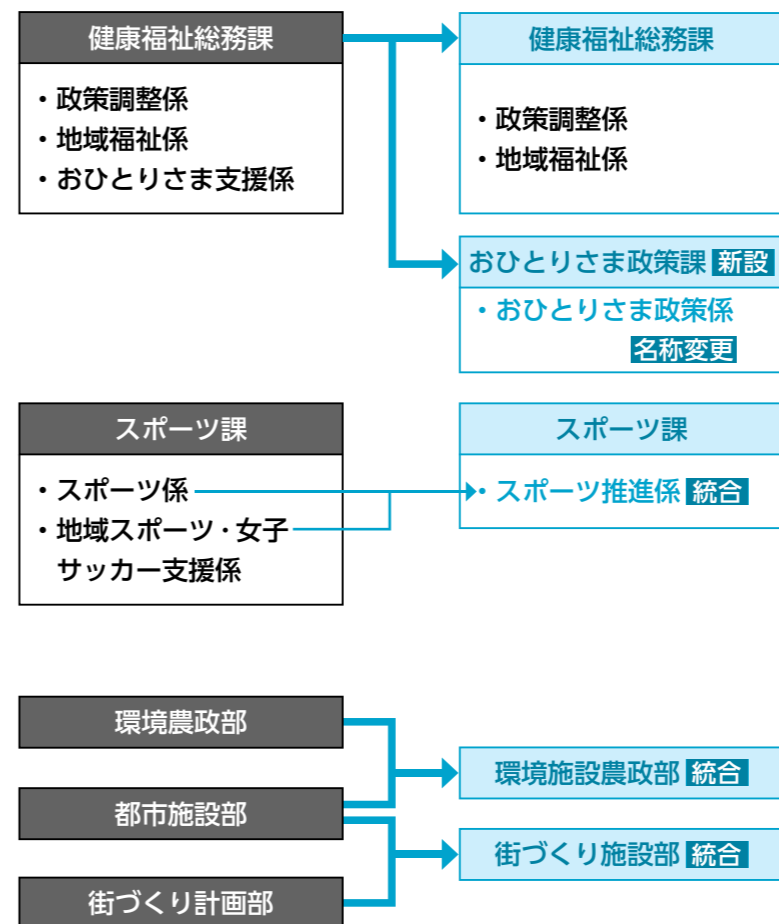 健康福祉総務課
・政策調整係
・地域福祉係
・おひとりさま支援係
健康福祉総務課
・政策調整係
・地域福祉係
おひとりさま政策課 新設
・おひとりさま政策係
名称変更
スポーツ課
・スポーツ係
・地域スポーツ・女子
サッカー支援係
スポーツ課
・スポーツ推進係 統合
環境農政部
都市施設部
街づくり計画部
環境施設農政部 統合
街づくり施設部 統合